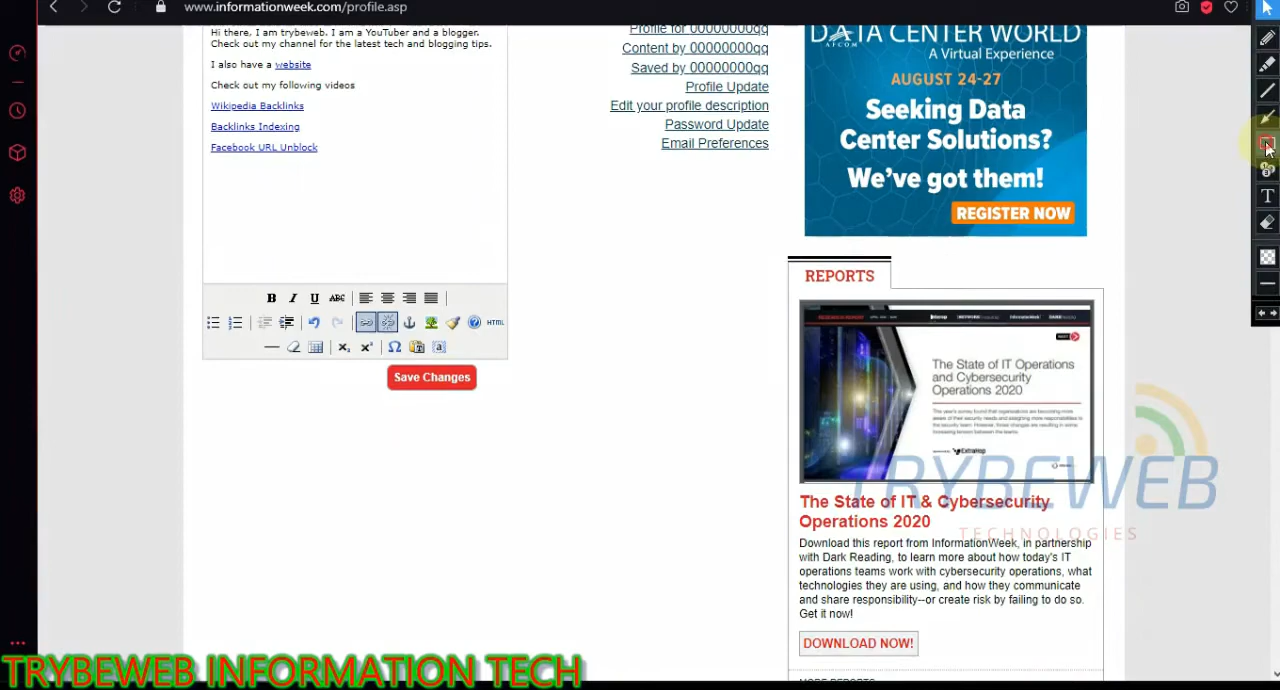 www.informationweek.com/profile.asp
Hi there, I am trybeweb. I am a YouTuber and a blogger.
Check out my channel for the latest tech and blogging tips.
I also have a website
Check out my following videos
Wikipedia Backlinks
Backlinks Indexing
Facebook URL Unblock
B I U ABC
HTML
Save Changes
Profile for 00000000qq
Content by 00000000qq
Saved by 00000000qq
Profile Update
Edit your profile description
Password Update
Email Preferences
DATA CENTER WORLD
AFCOM
A Virtual Experience
AUGUST 24-27
Seeking Data
Center Solutions?
We've got them!
REGISTER NOW
REPORTS
The State of IT Operations
and Cybersecurity
Operations 2020
ExtraHop
The State of IT & Cybersecurity
Operations 2020
Download this report from InformationWeek, in partnership
with Dark Reading, to learn more about how today's IT
operations teams work with cybersecurity operations, what
technologies they are using, and how they communicate
and share responsibility--or create risk by failing to do so.
Get it now!
DOWNLOAD NOW!
MORE REPORTS
TRYBEWEB
TECHNOLOGIES
TRYBEWEB INFORMATION TECH